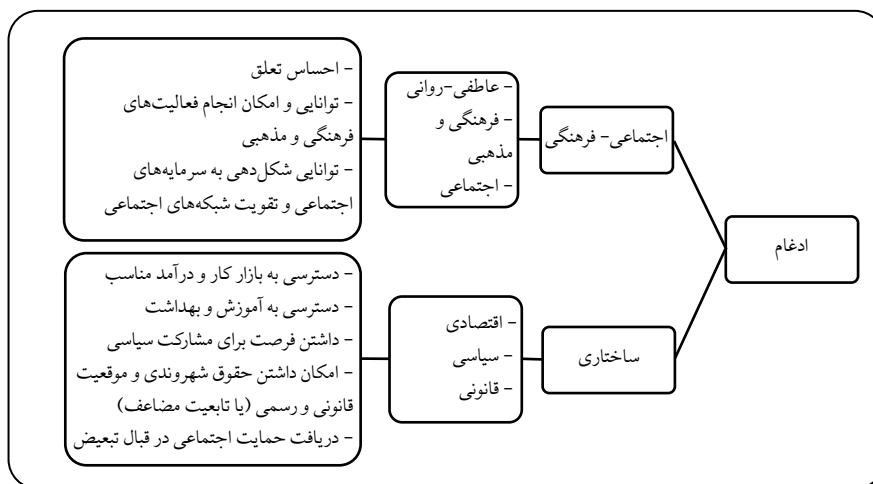 ادغام
اجتماعی- فرهنگی
- عاطفی-روانی
- فرهنگی و
مذهبی
- اجتماعی
- احساس تعلق
- توانایی و امکان انجام فعالیت‌های
فرهنگی و مذهبی
- توانایی شکل‌دهی به سرمایه‌های
اجتماعی و تقویت شبکه‌های اجتماعی
ساختاری
- اقتصادی
- سیاسی
- قانونی
- دسترسی به بازار کار و درآمد مناسب
- دسترسی به آموزش و بهداشت
- داشتن فرصت برای مشارکت سیاسی
- امکان داشتن حقوق شهروندی و موقعیت
قانونی و رسمی (یا تابعیت مضاعف)
- دریافت حمایت اجتماعی در قبال تبعیض